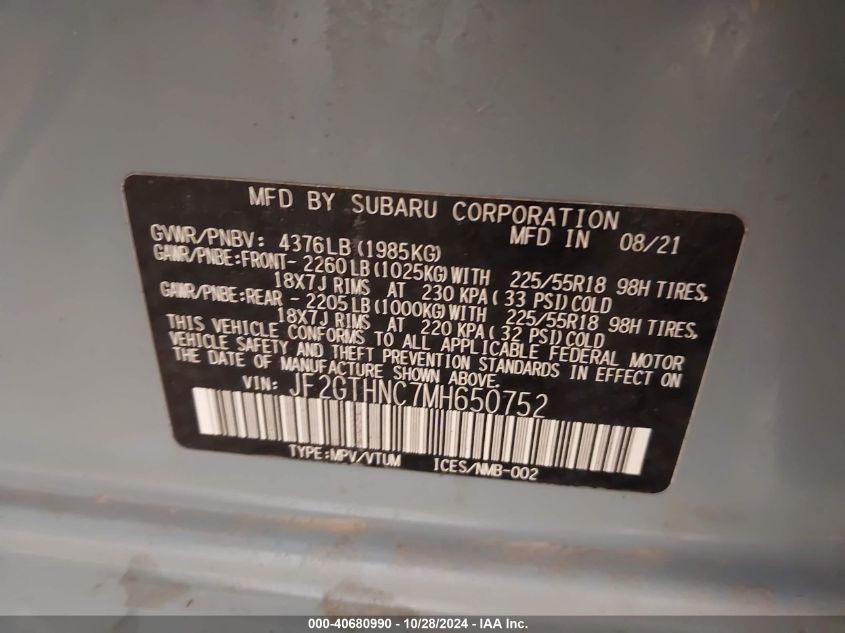 MFD BY SUBARU CORPORATION
MFD IN 08/21
GVWR/PNBV: 4376LB (1985KG)
GAWR/PNBE:FRONT- 2260LB (1025KG) WITH 225/55R18 98H TIRES,
18X7J RIMS AT 230 KPA (33 PSI) COLD
GAWR/PNBE:REAR - 2205LB (1000KG) WITH 225/55R18 98H TIRES,
18X7J RIMS AT 220 KPA (32 PSI) COLD
THIS VEHICLE CONFORMS TO ALL APPLICABLE FEDERAL MOTOR
VEHICLE SAFETY AND THEFT PREVENTION STANDARDS IN EFFECT ON
THE DATE OF MANUFACTURE SHOWN ABOVE.
VIN: JF2GTHNC7MH650752
TYPE:MPV/VTUM ICES/NMB-002
000-40680990 - 10/28/2024 - IAA Inc.